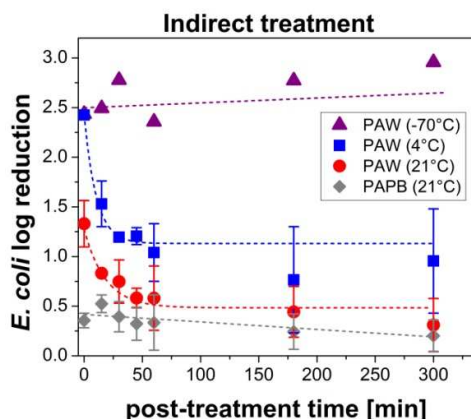 Indirect treatment
E. coli log reduction
3.0
2.5
2.0
1.5
1.0
0.5
0.0
PAW (-70°C)
PAW (4°C)
PAW (21°C)
PAPB (21°C)
0 50 100 150 200 250 300
post-treatment time [min]